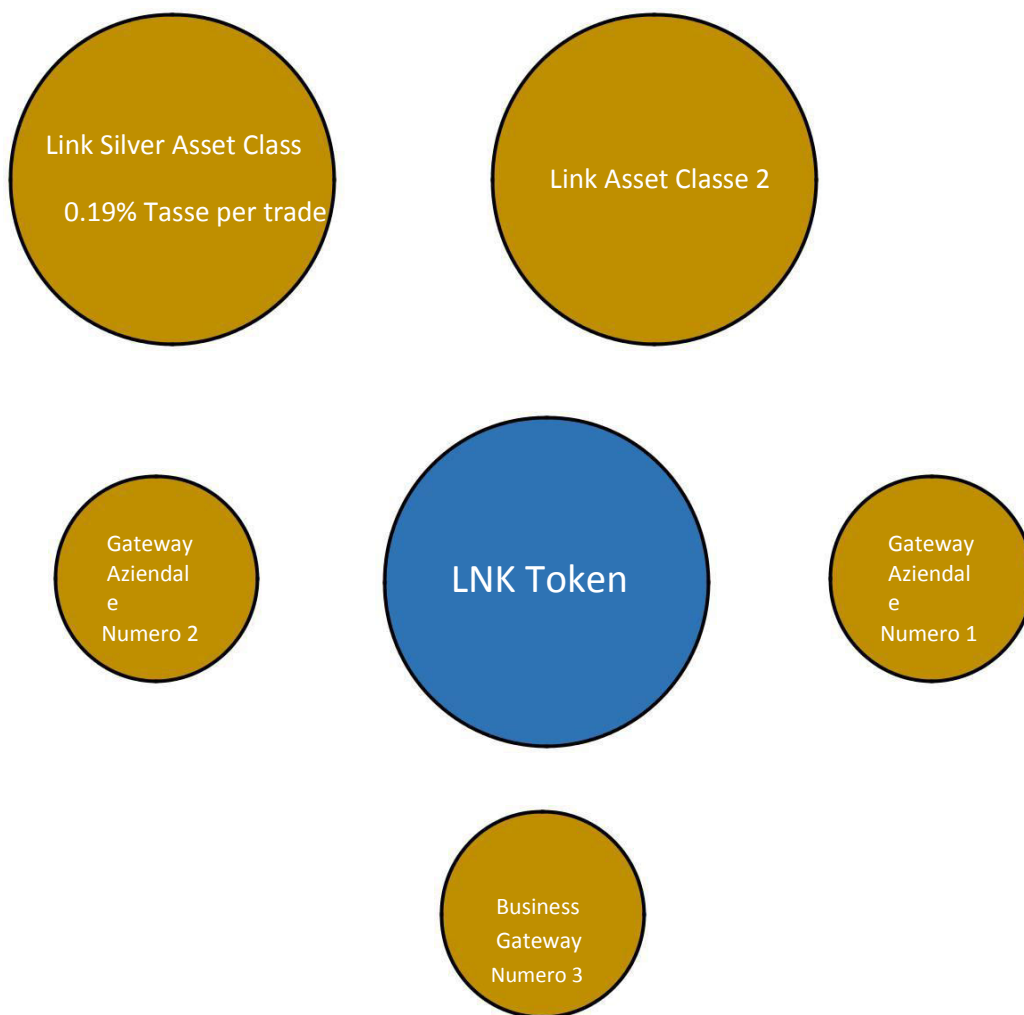 Link Silver Asset Class
0.19% Tasse per trade
Link Asset Classe 2
Gateway
Aziendal
e
Numero 2
LNK Token
Gateway
Aziendal
e
Numero 1
Business
Gateway
Numero 3